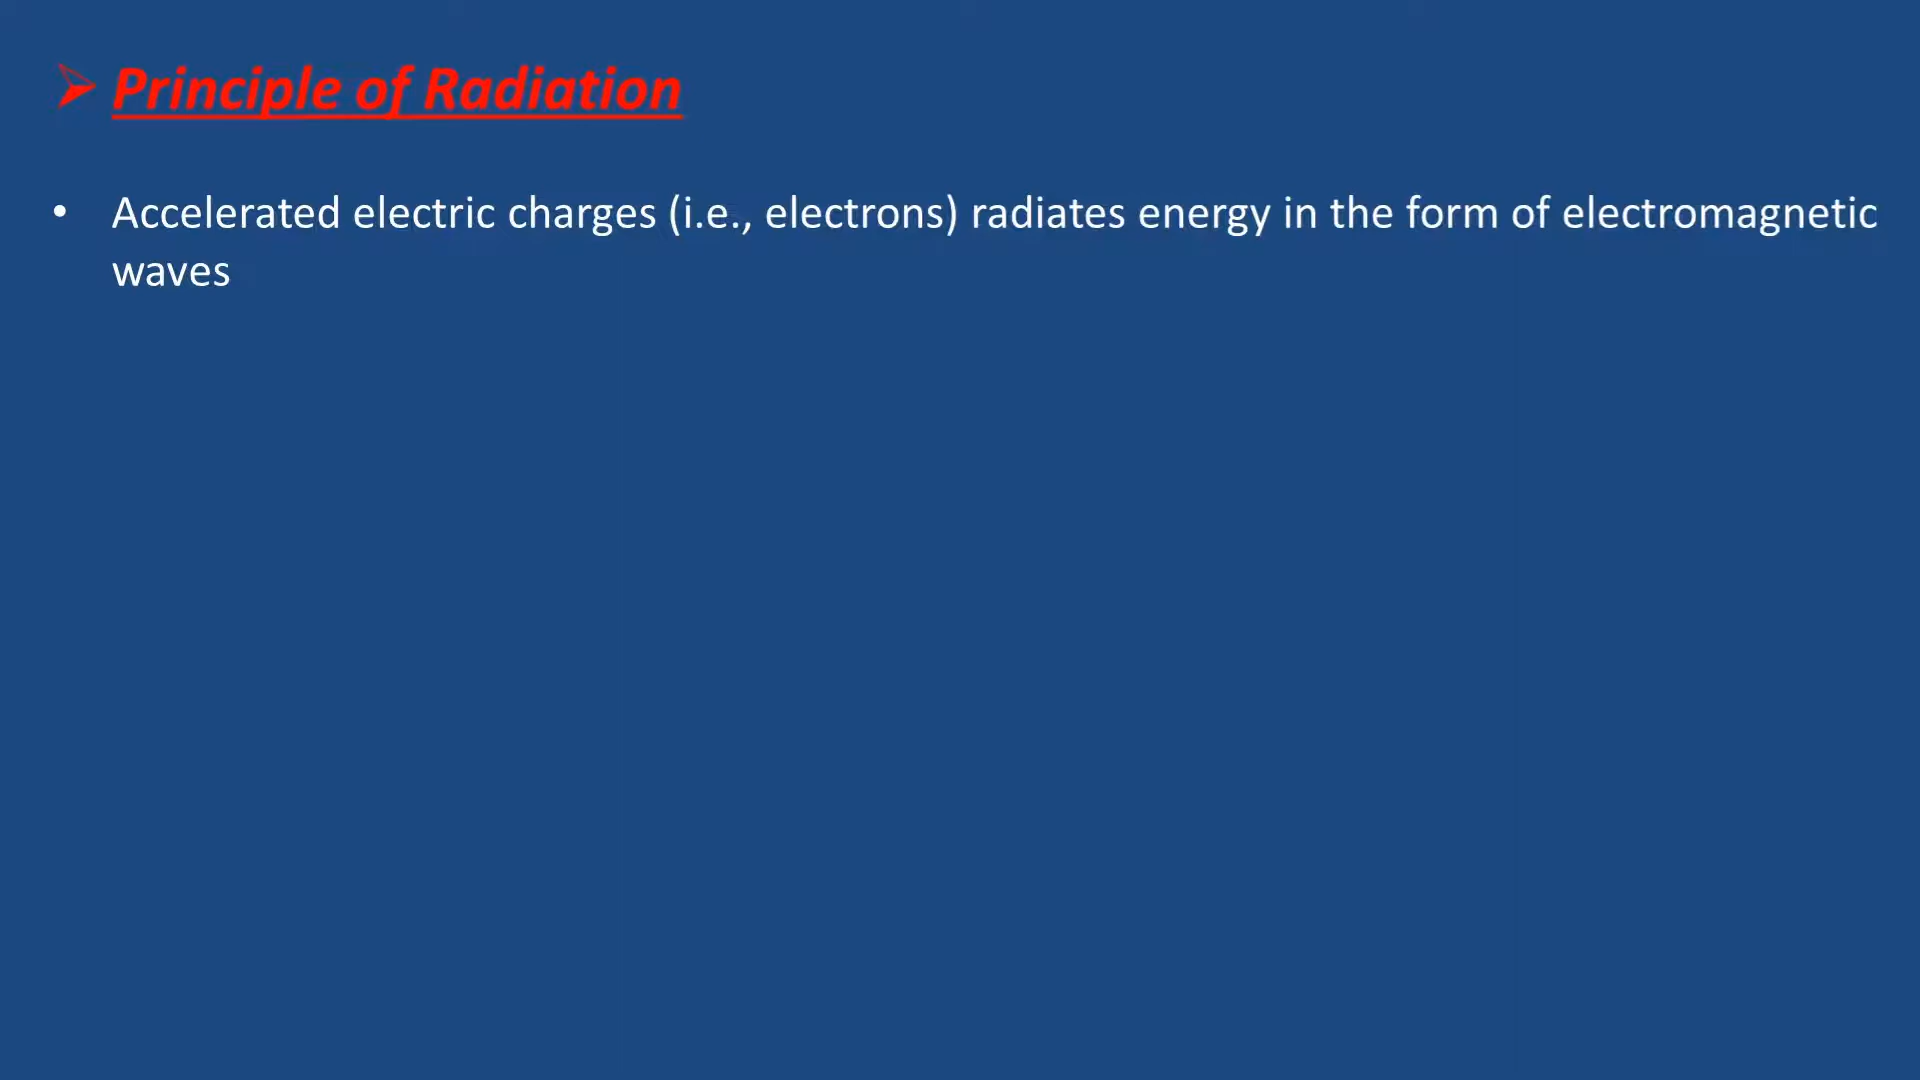 ➢ Principle of Radiation
• Accelerated electric charges (i.e., electrons) radiates energy in the form of electromagnetic
waves